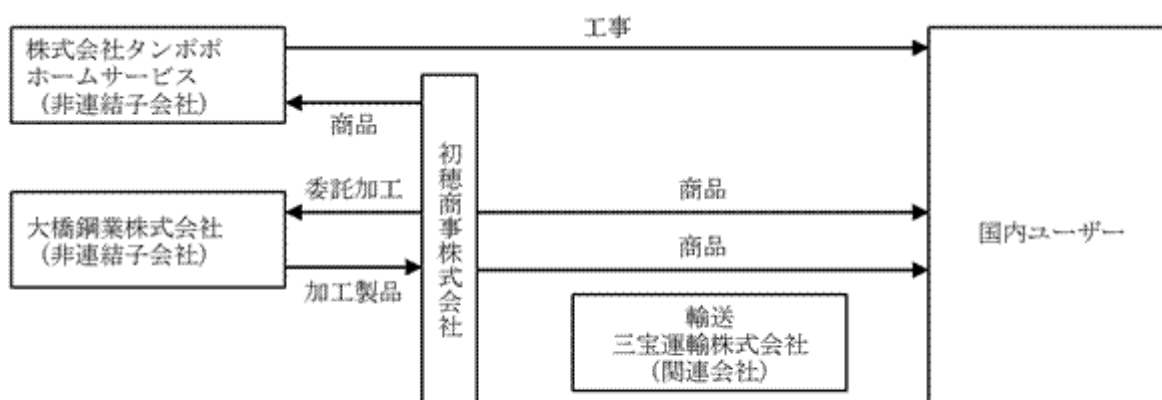 工事
株式会社タンポポ
ホームサービス
（非連結子会社）
商品
初穂商事株式会社
委託加工
商品
大橋鋼業株式会社
（非連結子会社）
加工製品
商品
国内ユーザー
輸送
三宝運輸株式会社
（関連会社）